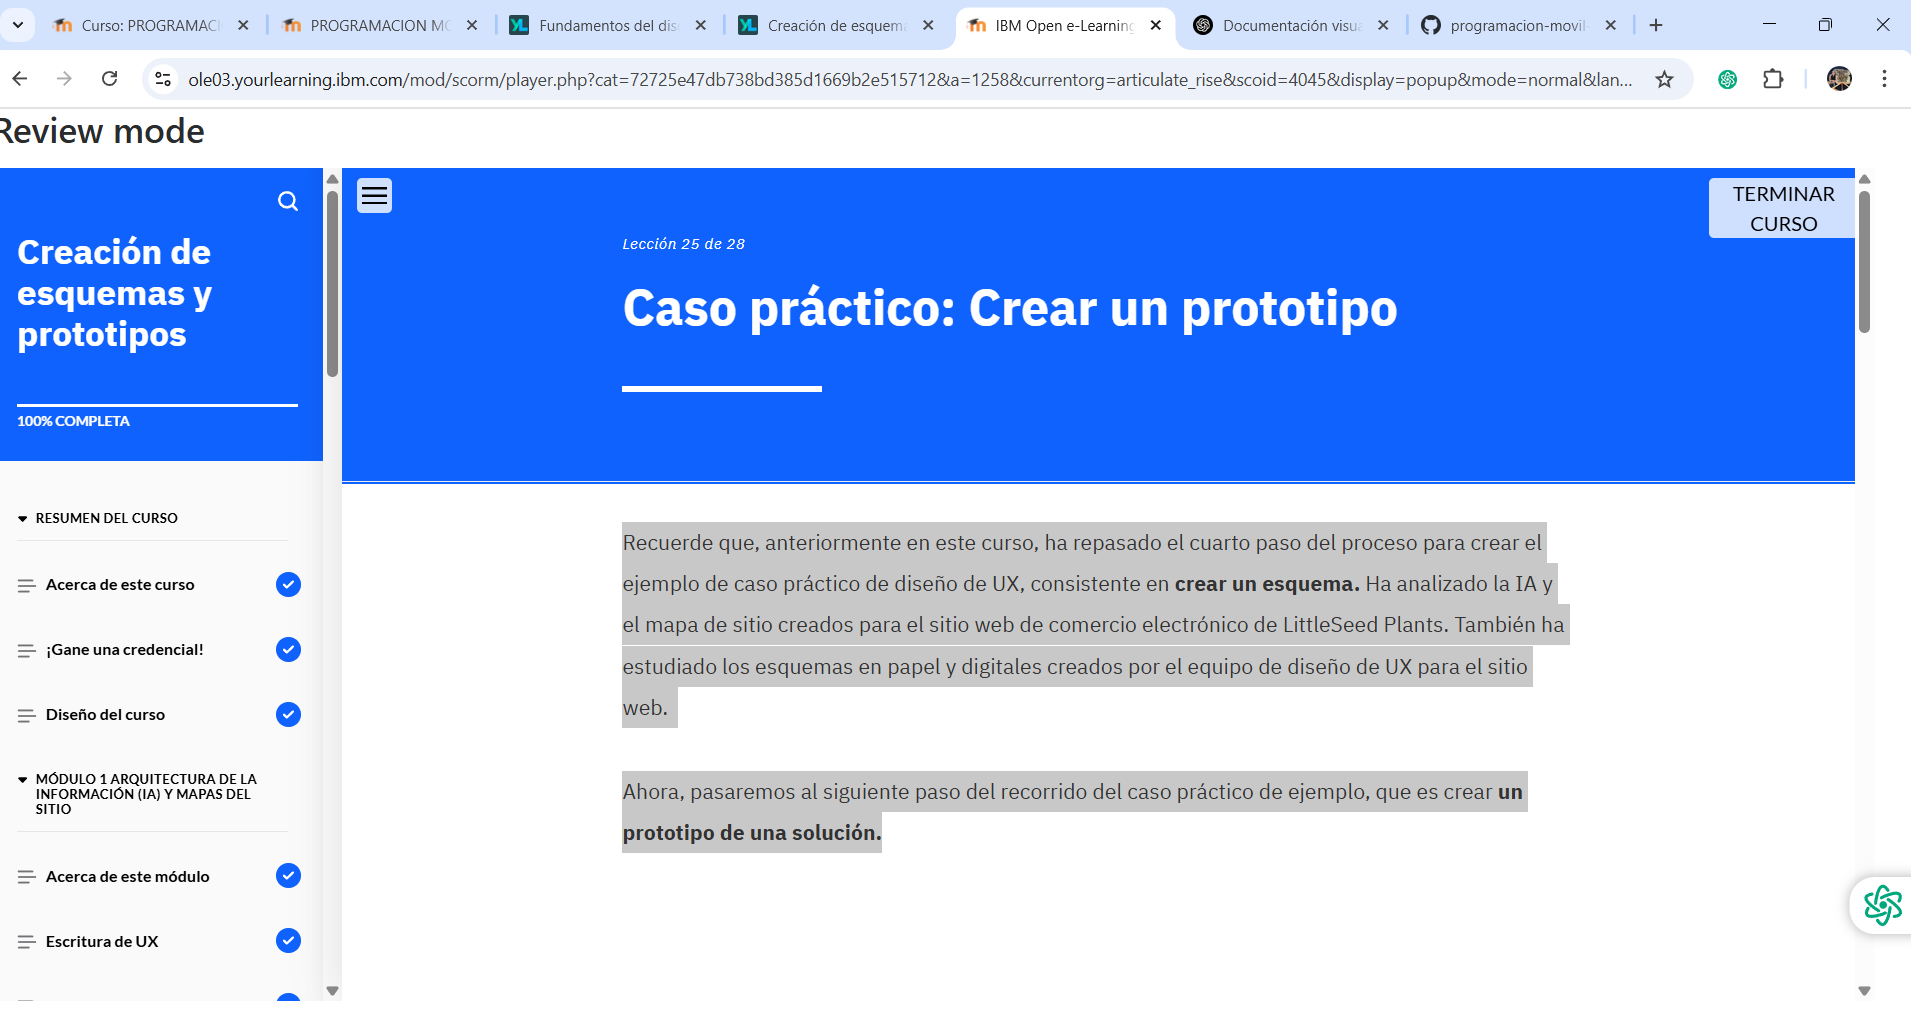 Curso: PROGRAMACI
PROGRAMACION MO
Fundamentos del dis
Creación de esquema
IBM Open e-Learning
Documentación visua
programacion-movil-
ole03.yourlearning.ibm.com/mod/scorm/player.php?cat=72725e47db738bd385d1669b2e515712&a=1258&currentorg=articulate_rise&scoid=4045&display=popup&mode=normal&lan...
Review mode
Creación de
esquemas y
prototipos
100% COMPLETA
RESUMEN DEL CURSO
Acerca de este curso
¡Gane una credencial!
Diseño del curso
MÓDULO 1 ARQUITECTURA DE LA
INFORMACIÓN (IA) Y MAPAS DEL
SITIO
Acerca de este módulo
Escritura de UX
TERMINAR
CURSO
Lección 25 de 28
Caso práctico: Crear un prototipo
Recuerde que, anteriormente en este curso, ha repasado el cuarto paso del proceso para crear el
ejemplo de caso práctico de diseño de UX, consistente en crear un esquema. Ha analizado la IA y
el mapa de sitio creados para el sitio web de comercio electrónico de LittleSeed Plants. También ha
estudiado los esquemas en papel y digitales creados por el equipo de diseño de UX para el sitio
web.
Ahora, pasaremos al siguiente paso del recorrido del caso práctico de ejemplo, que es crear un
prototipo de una solución.